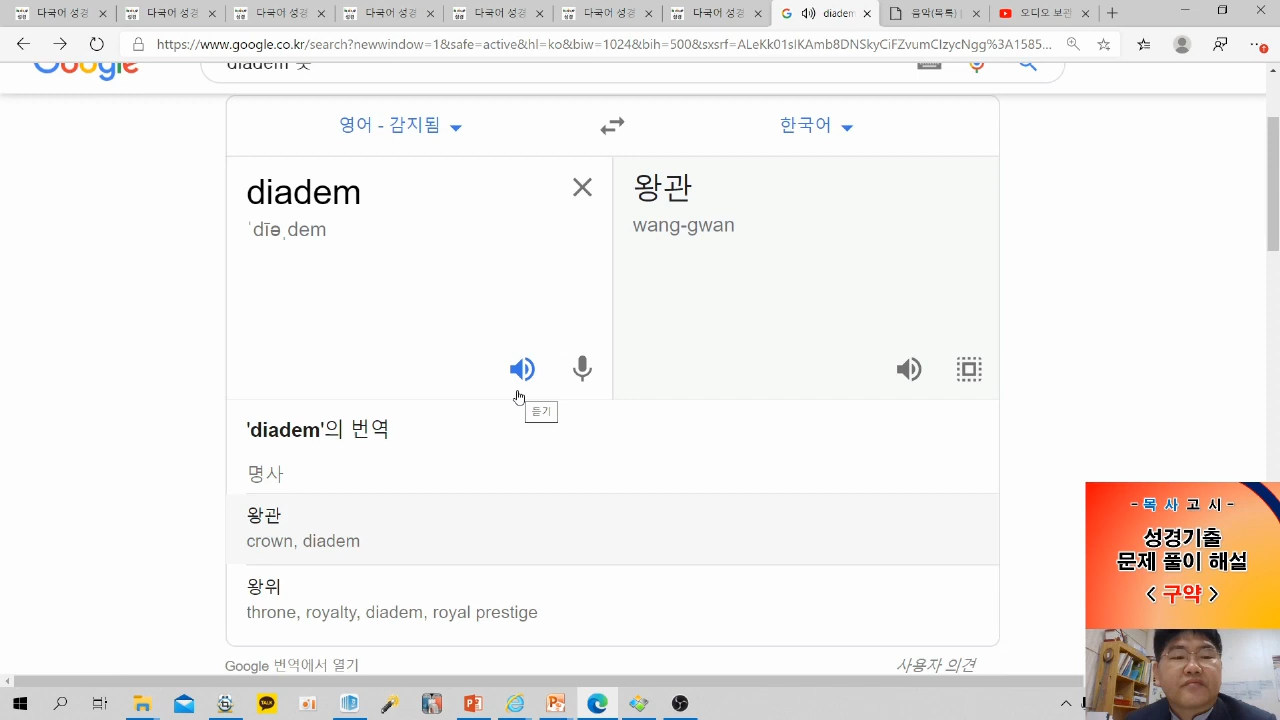 다국어 성경
다국어 성경
다국어 성경
다국어 성경
다국어 성경
다국어 성경
다국어 성경
diadem
음악(목록)
오디오 보관
https://www.google.co.kr/search?newwindow=1&safe=active&hl=ko&biw=1024&bih=500&sxsrf=ALeKk01sIKAmb8DNSkyCiFZvumCIzycNgg%3A1585...
Google
diadem 뜻
영어 - 감지됨
한국어
diadem
왕관
ˈdīəˌdem
wang-gwan
듣기
'diadem'의 번역
명사
왕관
crown, diadem
왕위
throne, royalty, diadem, royal prestige
Google 번역에서 열기
사용자 의견
- 목 사 고 시 -
성경기출
문제 풀이 해설
< 구약 >
TALK